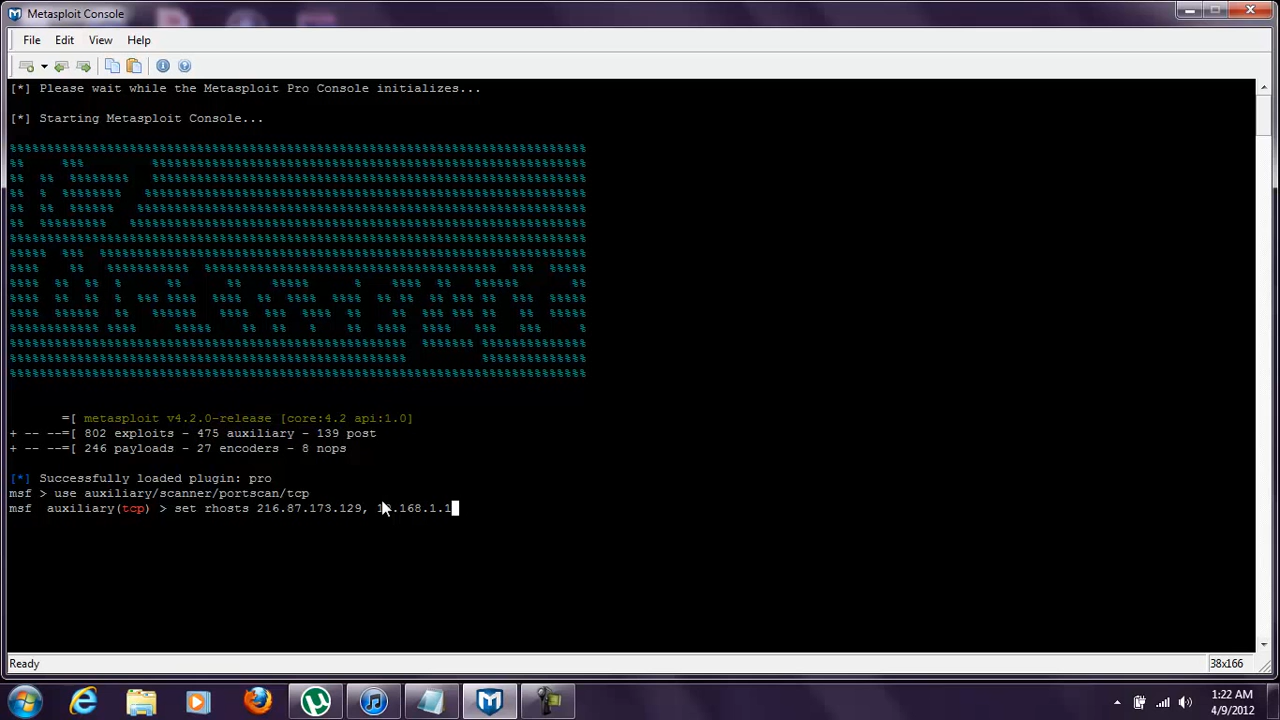 Metasploit Console
File Edit View Help
[*] Please wait while the Metasploit Pro Console initializes...
[*] Starting Metasploit Console...
=[ metasploit v4.2.0-release [core:4.2 api:1.0]
+ -- --=[ 802 exploits - 475 auxiliary - 139 post
+ -- --=[ 246 payloads - 27 encoders - 8 nops
[*] Successfully loaded plugin: pro
msf > use auxiliary/scanner/portscan/tcp
msf auxiliary(tcp) > set rhosts 216.87.173.129,
Ready
38x166
1:22 AM
4/9/2012